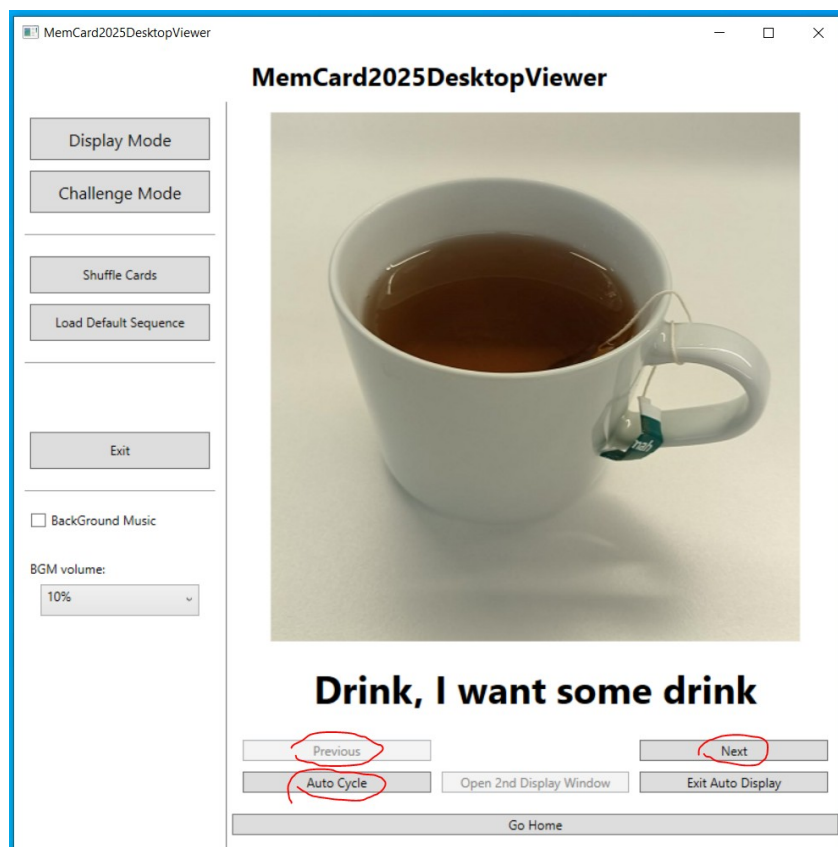 MemCard2025DesktopViewer
MemCard2025DesktopViewer
Display Mode
Challenge Mode
Shuffle Cards
Load Default Sequence
Exit
BackGround Music
BGM volume:
10%
Drink, I want some drink
Previous
Next
Auto Cycle
Open 2nd Display Window
Exit Auto Display
Go Home